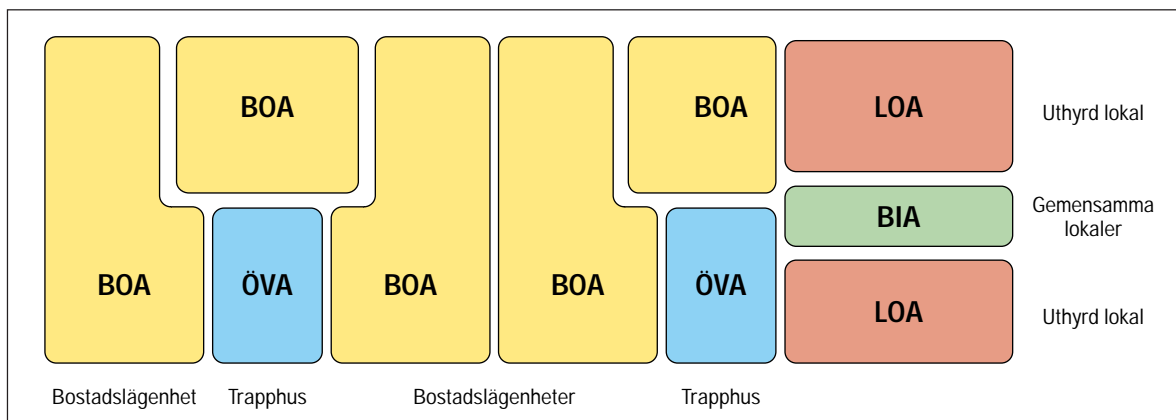 BOA
BOA
LOA
Uthyrd lokal
BIA
Gemensamma
lokaler
BOA
ÖVA
BOA
BOA
ÖVA
LOA
Uthyrd lokal
Bostadslägenhet
Trapphus
Bostadslägenheter
Trapphus